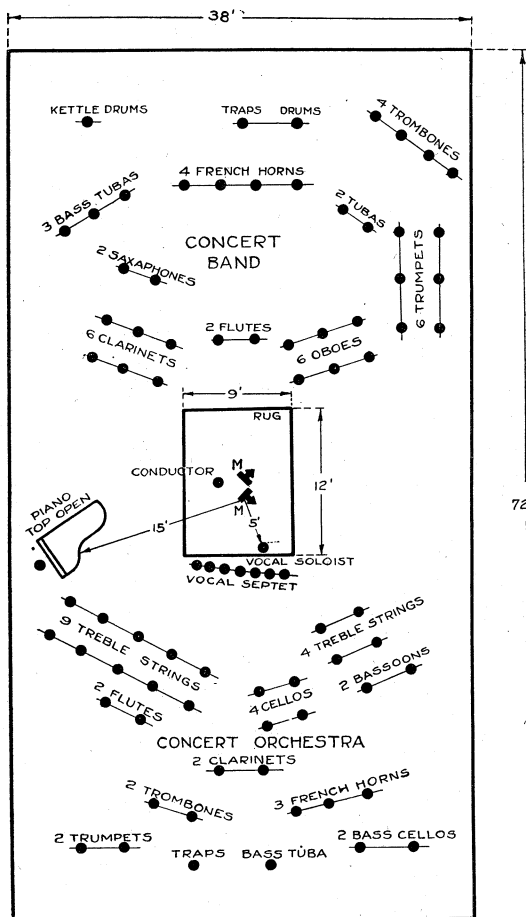 38'
KETTLE DRUMS
TRAPS DRUMS
4 TROMBONES
4 FRENCH HORNS
3 BASS TUBAS
2 TUBAS
CONCERT
BAND
2 SAXAPHONES
6 TRUMPETS
6 CLARINETS
2 FLUTES
6 OBOES
9'
RUG
CONDUCTOR
M
M
12'
72
PIANO
TOP OPEN
15'
5'
VOCAL SOLOIST
VOCAL SEPTET
9 TREBLE STRINGS
4 TREBLE STRINGS
2 FLUTES
4 CELLOS
2 BASSOONS
CONCERT ORCHESTRA
2 CLARINETS
2 TROMBONES
3 FRENCH HORNS
2 TRUMPETS
2 BASS CELLOS
TRAPS
BASS TUBA